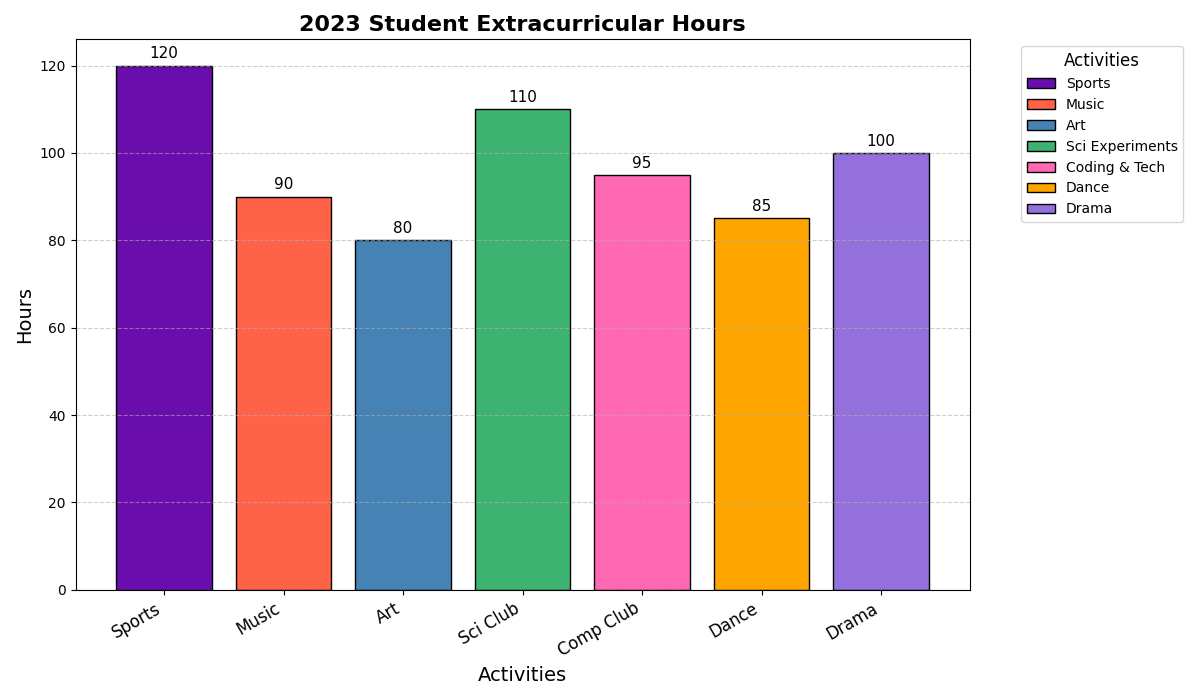 2023 Student Extracurricular Hours
Hours
120
100
80
60
40
20
0
120
90
80
110
95
85
100
Sports
Music
Art
Sci Club
Comp Club
Dance
Drama
Activities
Activities
Sports
Music
Art
Sci Experiments
Coding & Tech
Dance
Drama